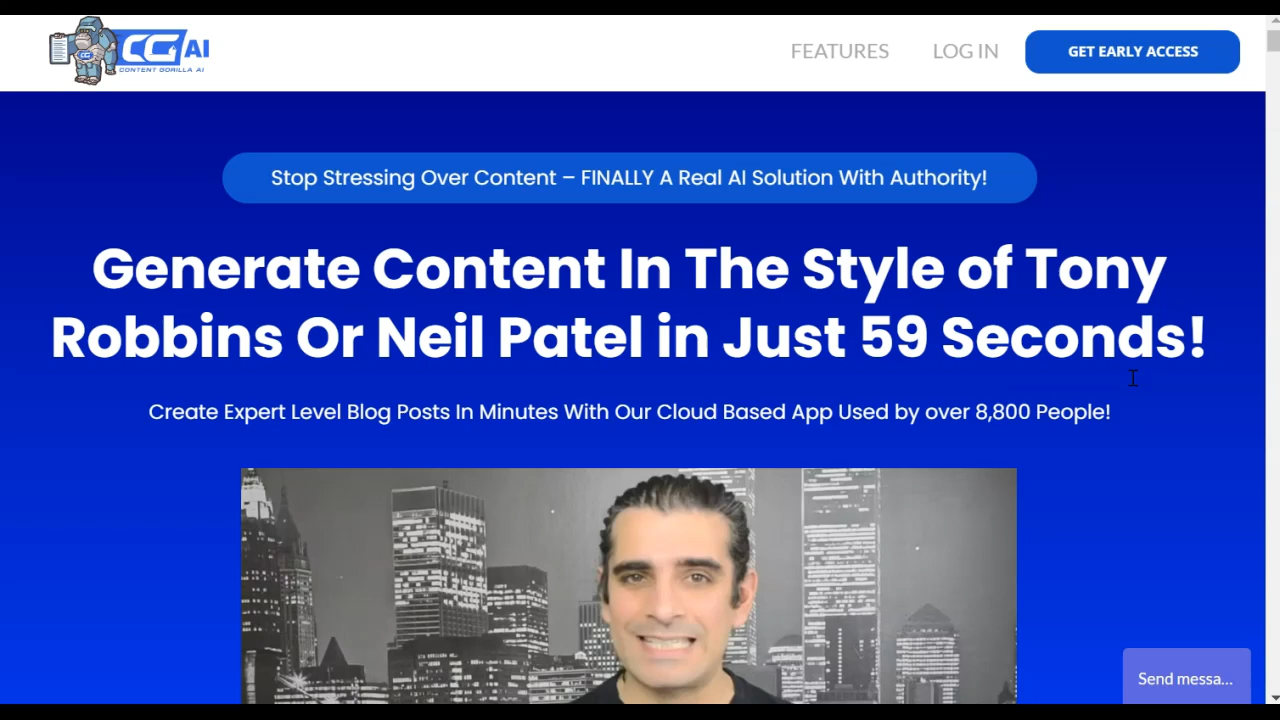 CG AI
CONTENT GORILLA AI
FEATURES
LOG IN
GET EARLY ACCESS
Stop Stressing Over Content – FINALLY A Real AI Solution With Authority!
Generate Content In The Style of Tony
Robbins Or Neil Patel in Just 59 Seconds!
Create Expert Level Blog Posts In Minutes With Our Cloud Based App Used by over 8,800 People!
Send messa...